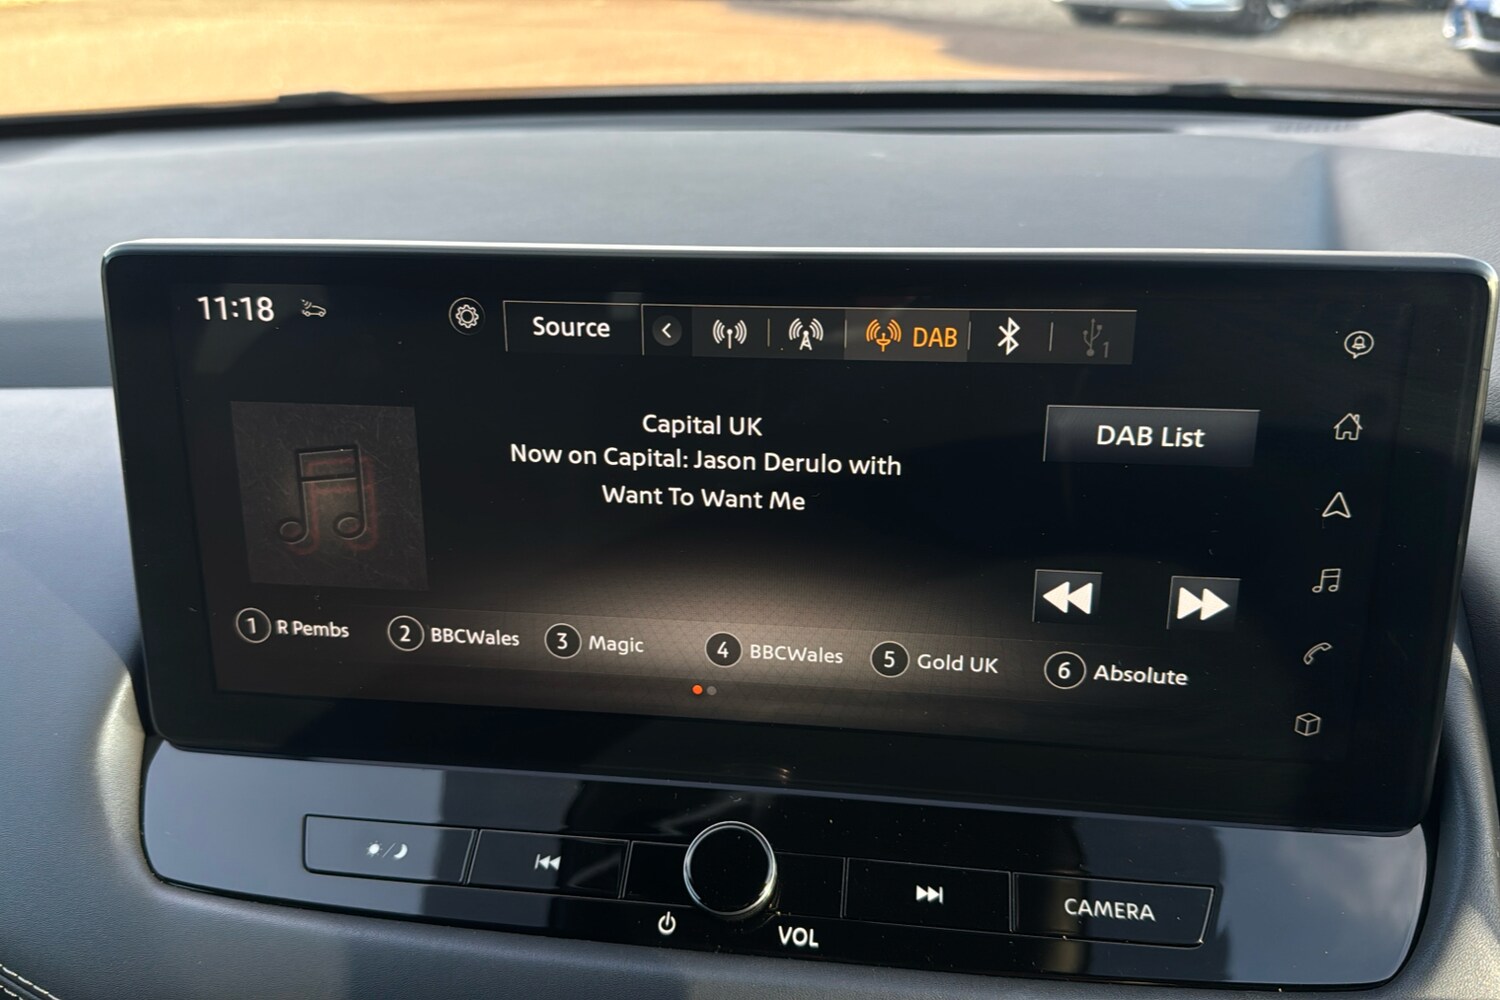 11:18
Source
DAB
1
Capital UK
Now on Capital: Jason Derulo with
Want To Want Me
DAB List
1 R Pembs
2 BBCWales
3 Magic
4 BBCWales
5 Gold UK
6 Absolute
VOL
CAMERA